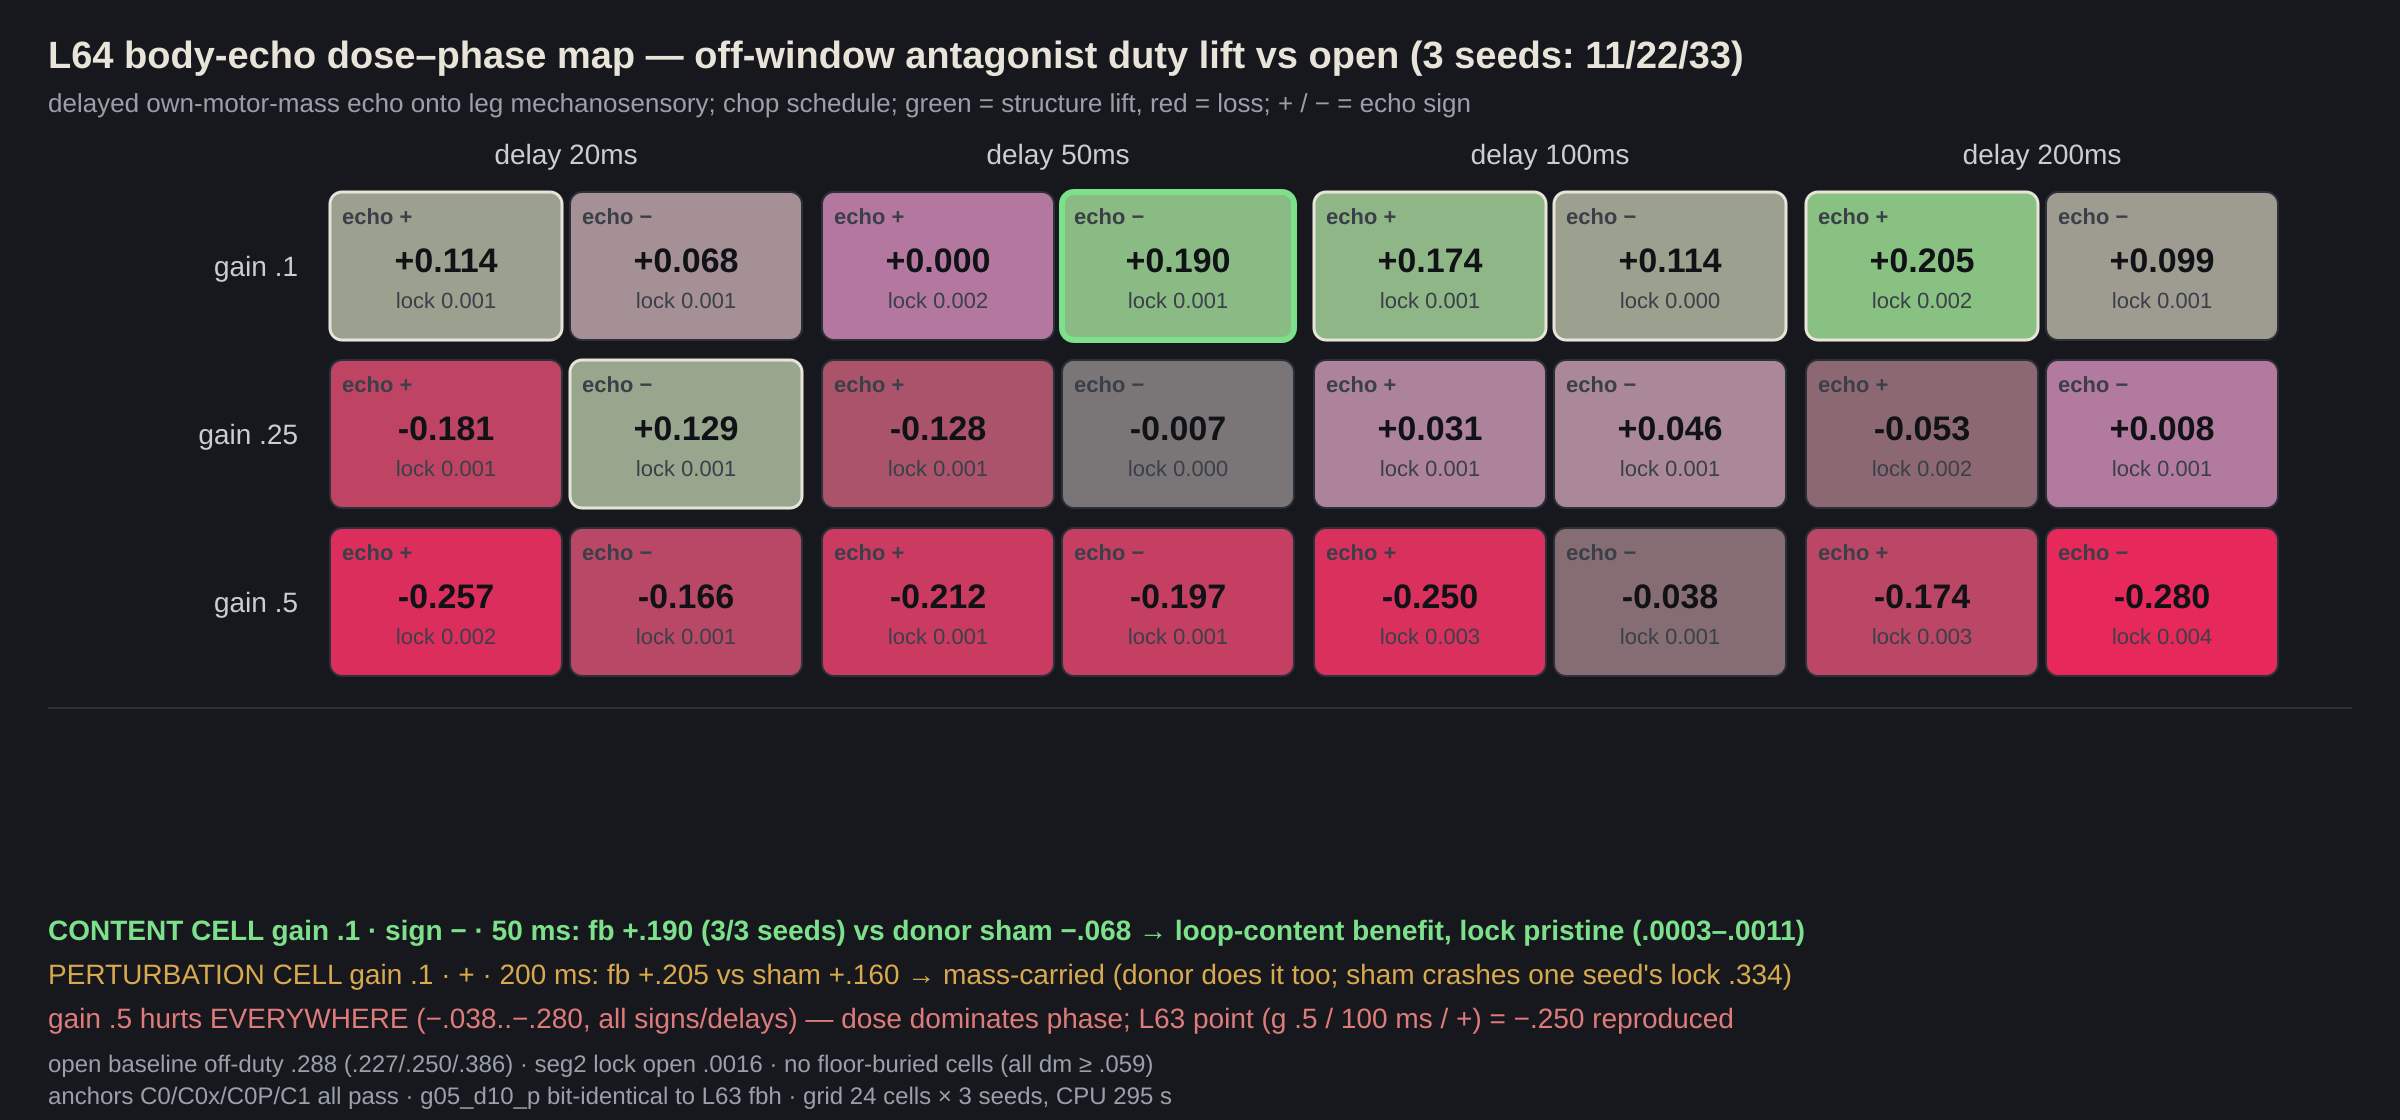 L64 body-echo dose–phase map — off-window antagonist duty lift vs open (3 seeds: 11/22/33)
delayed own-motor-mass echo onto leg mechanosensory; chop schedule; green = structure lift, red = loss; + / − = echo sign
delay 20ms delay 50ms delay 100ms delay 200ms
echo + echo − echo + echo − echo + echo − echo + echo −
gain .1 +0.114 +0.068 +0.000 +0.190 +0.174 +0.114 +0.205 +0.099
lock 0.001 lock 0.001 lock 0.002 lock 0.001 lock 0.001 lock 0.000 lock 0.002 lock 0.001
echo + echo − echo + echo − echo + echo − echo + echo −
gain .25 -0.181 +0.129 -0.128 -0.007 +0.031 +0.046 -0.053 +0.008
lock 0.001 lock 0.001 lock 0.001 lock 0.000 lock 0.001 lock 0.001 lock 0.002 lock 0.001
echo + echo − echo + echo − echo + echo − echo + echo −
gain .5 -0.257 -0.166 -0.212 -0.197 -0.250 -0.038 -0.174 -0.280
lock 0.002 lock 0.001 lock 0.001 lock 0.001 lock 0.003 lock 0.001 lock 0.003 lock 0.004
CONTENT CELL gain .1 · sign − · 50 ms: fb +.190 (3/3 seeds) vs donor sham −.068 → loop-content benefit, lock pristine (.0003–.0011)
PERTURBATION CELL gain .1 · + · 200 ms: fb +.205 vs sham +.160 → mass-carried (donor does it too; sham crashes one seed's lock .334)
gain .5 hurts EVERYWHERE (−.038..−.280, all signs/delays) — dose dominates phase; L63 point (g .5 / 100 ms / +) = −.250 reproduced
open baseline off-duty .288 (.227/.250/.386) · seg2 lock open .0016 · no floor-buried cells (all dm ≥ .059)
anchors C0/C0x/C0P/C1 all pass · g05_d10_p bit-identical to L63 fbh · grid 24 cells × 3 seeds, CPU 295 s